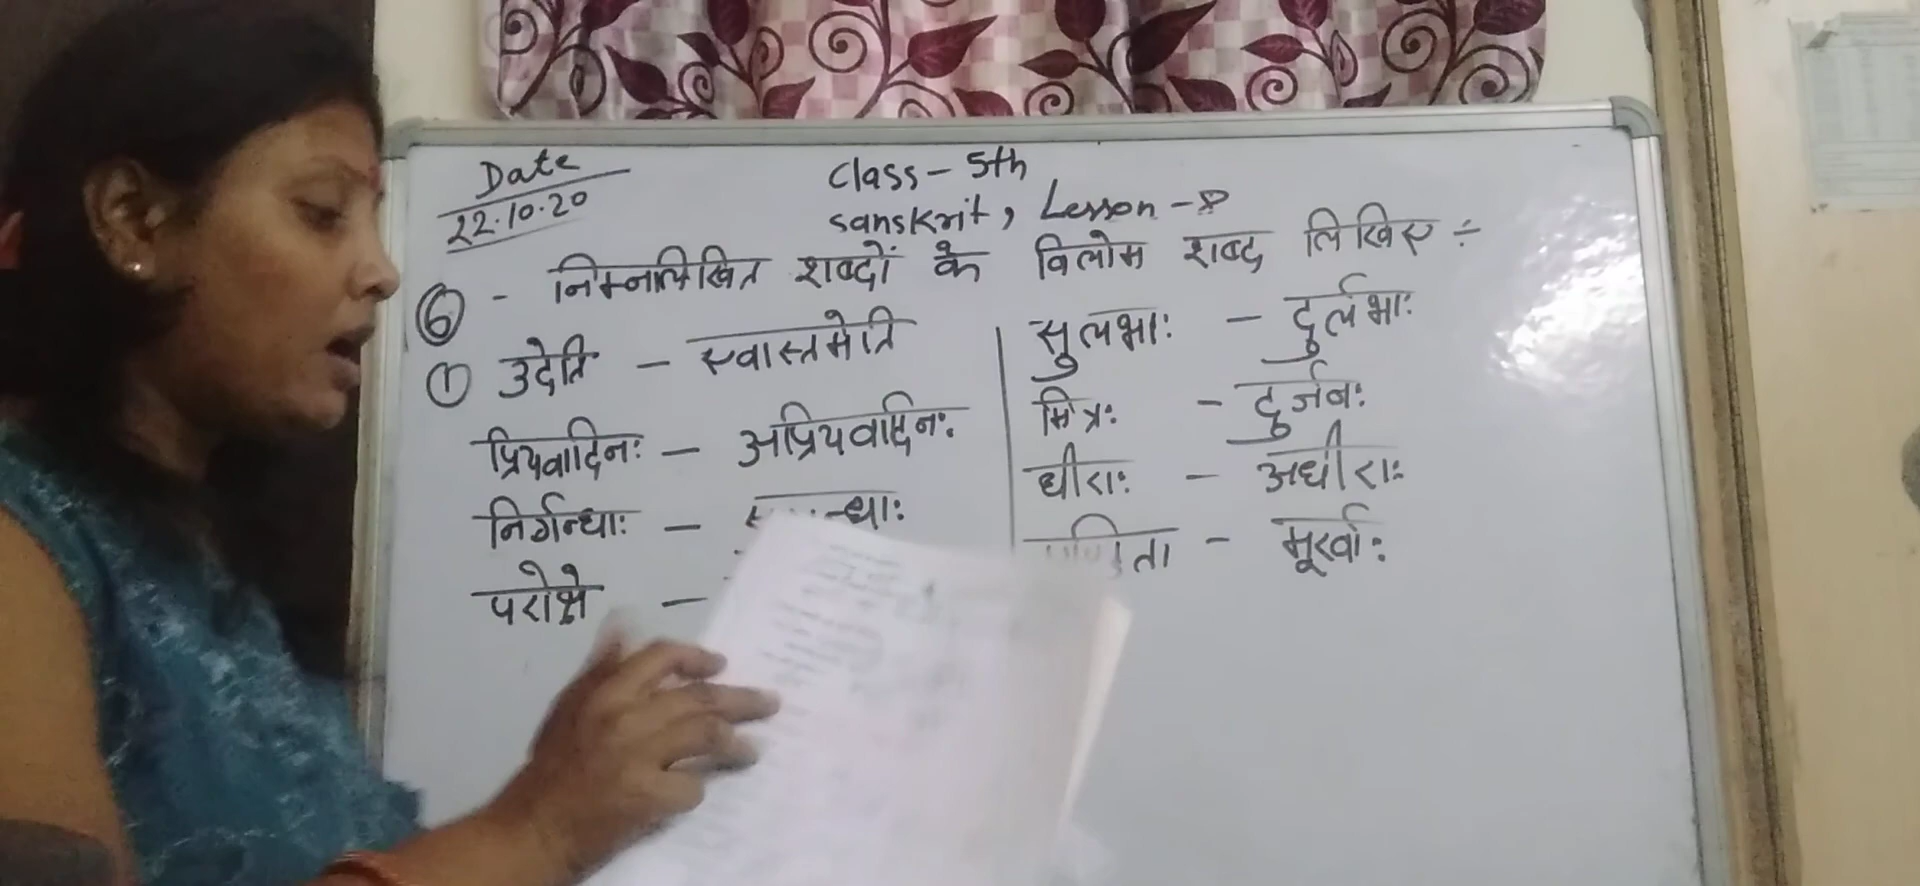 Date
22.10.20
Class - 5th
Sanskrit, Lesson - 8
⑥ - निम्नलिखित शब्दों के विलोम शब्द लिखिए ÷
① उदेति - स्वास्तमेति
प्रियवादिनः - अप्रियवादिनः
निर्गन्धाः -
परोक्षे -
सुलभाः - दुर्लभाः
मित्रः - दुर्जनः
धीराः - अधीराः
- मूर्खाः